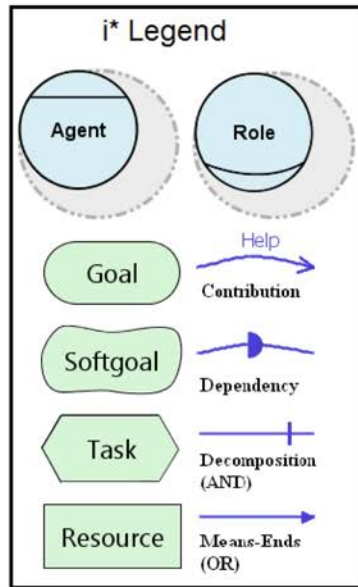 i* Legend
Agent
Role
Goal
Help
Contribution
Softgoal
Dependency
Task
Decomposition
(AND)
Resource
Means-Ends
(OR)